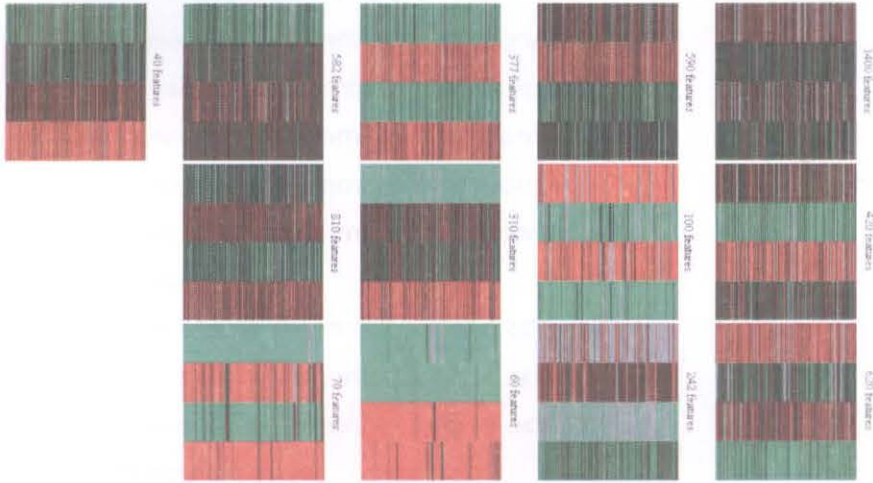 1400 features
420 features
620 features
590 features
100 features
242 features
377 features
310 features
60 features
582 features
810 features
70 features
40 features